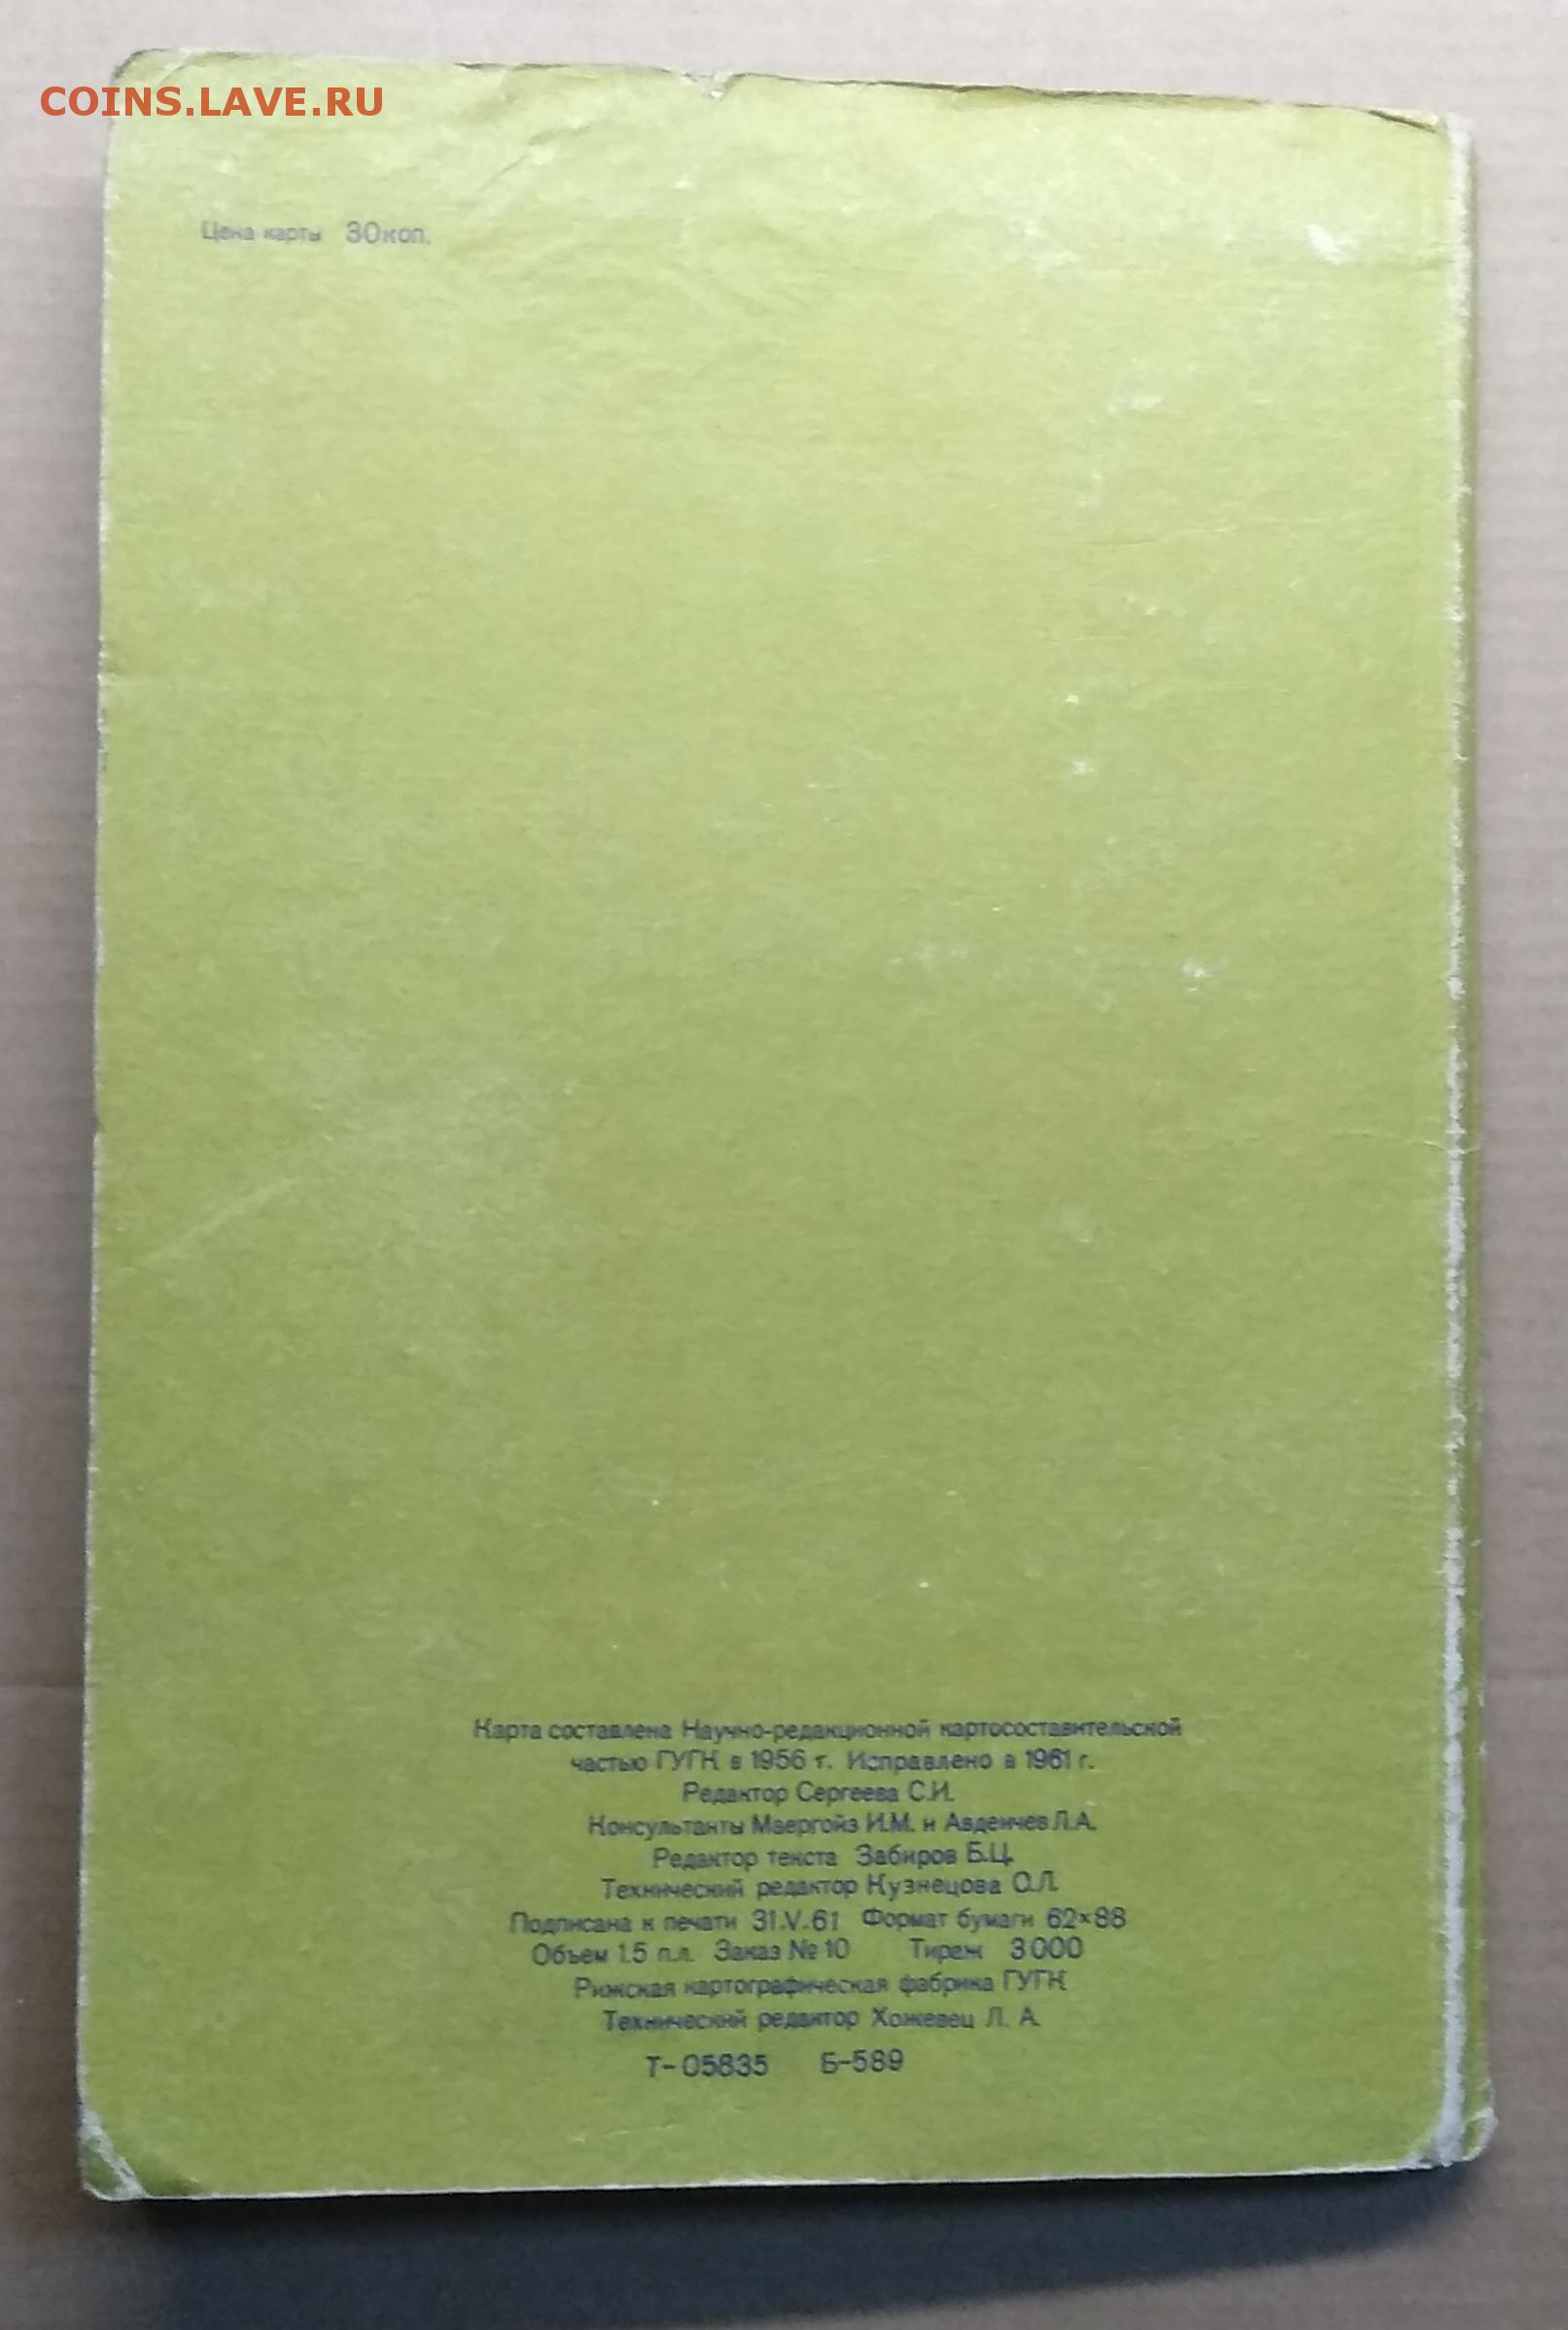 COINS.LAVE.RU
Цена карты 30коп.
Карта составлена Научно-редакционной картосоставительской
частью ГУГК в 1956 г. Исправлено в 1961 г.
Редактор Сергеева С.И.
Консультанты Маергойз И.М. и Авдеичев Л.А.
Редактор текста Забиров Б.Ц.
Технический редактор Кузнецова О.Л.
Подписана к печати 31.V.61 Формат бумаги 62×88
Объем 1.5 п.л. Заказ № 10 Тираж 3000
Рижская картографическая фабрика ГУГК
Технический редактор Хожевец Л. А.
Т-05835 Б-589